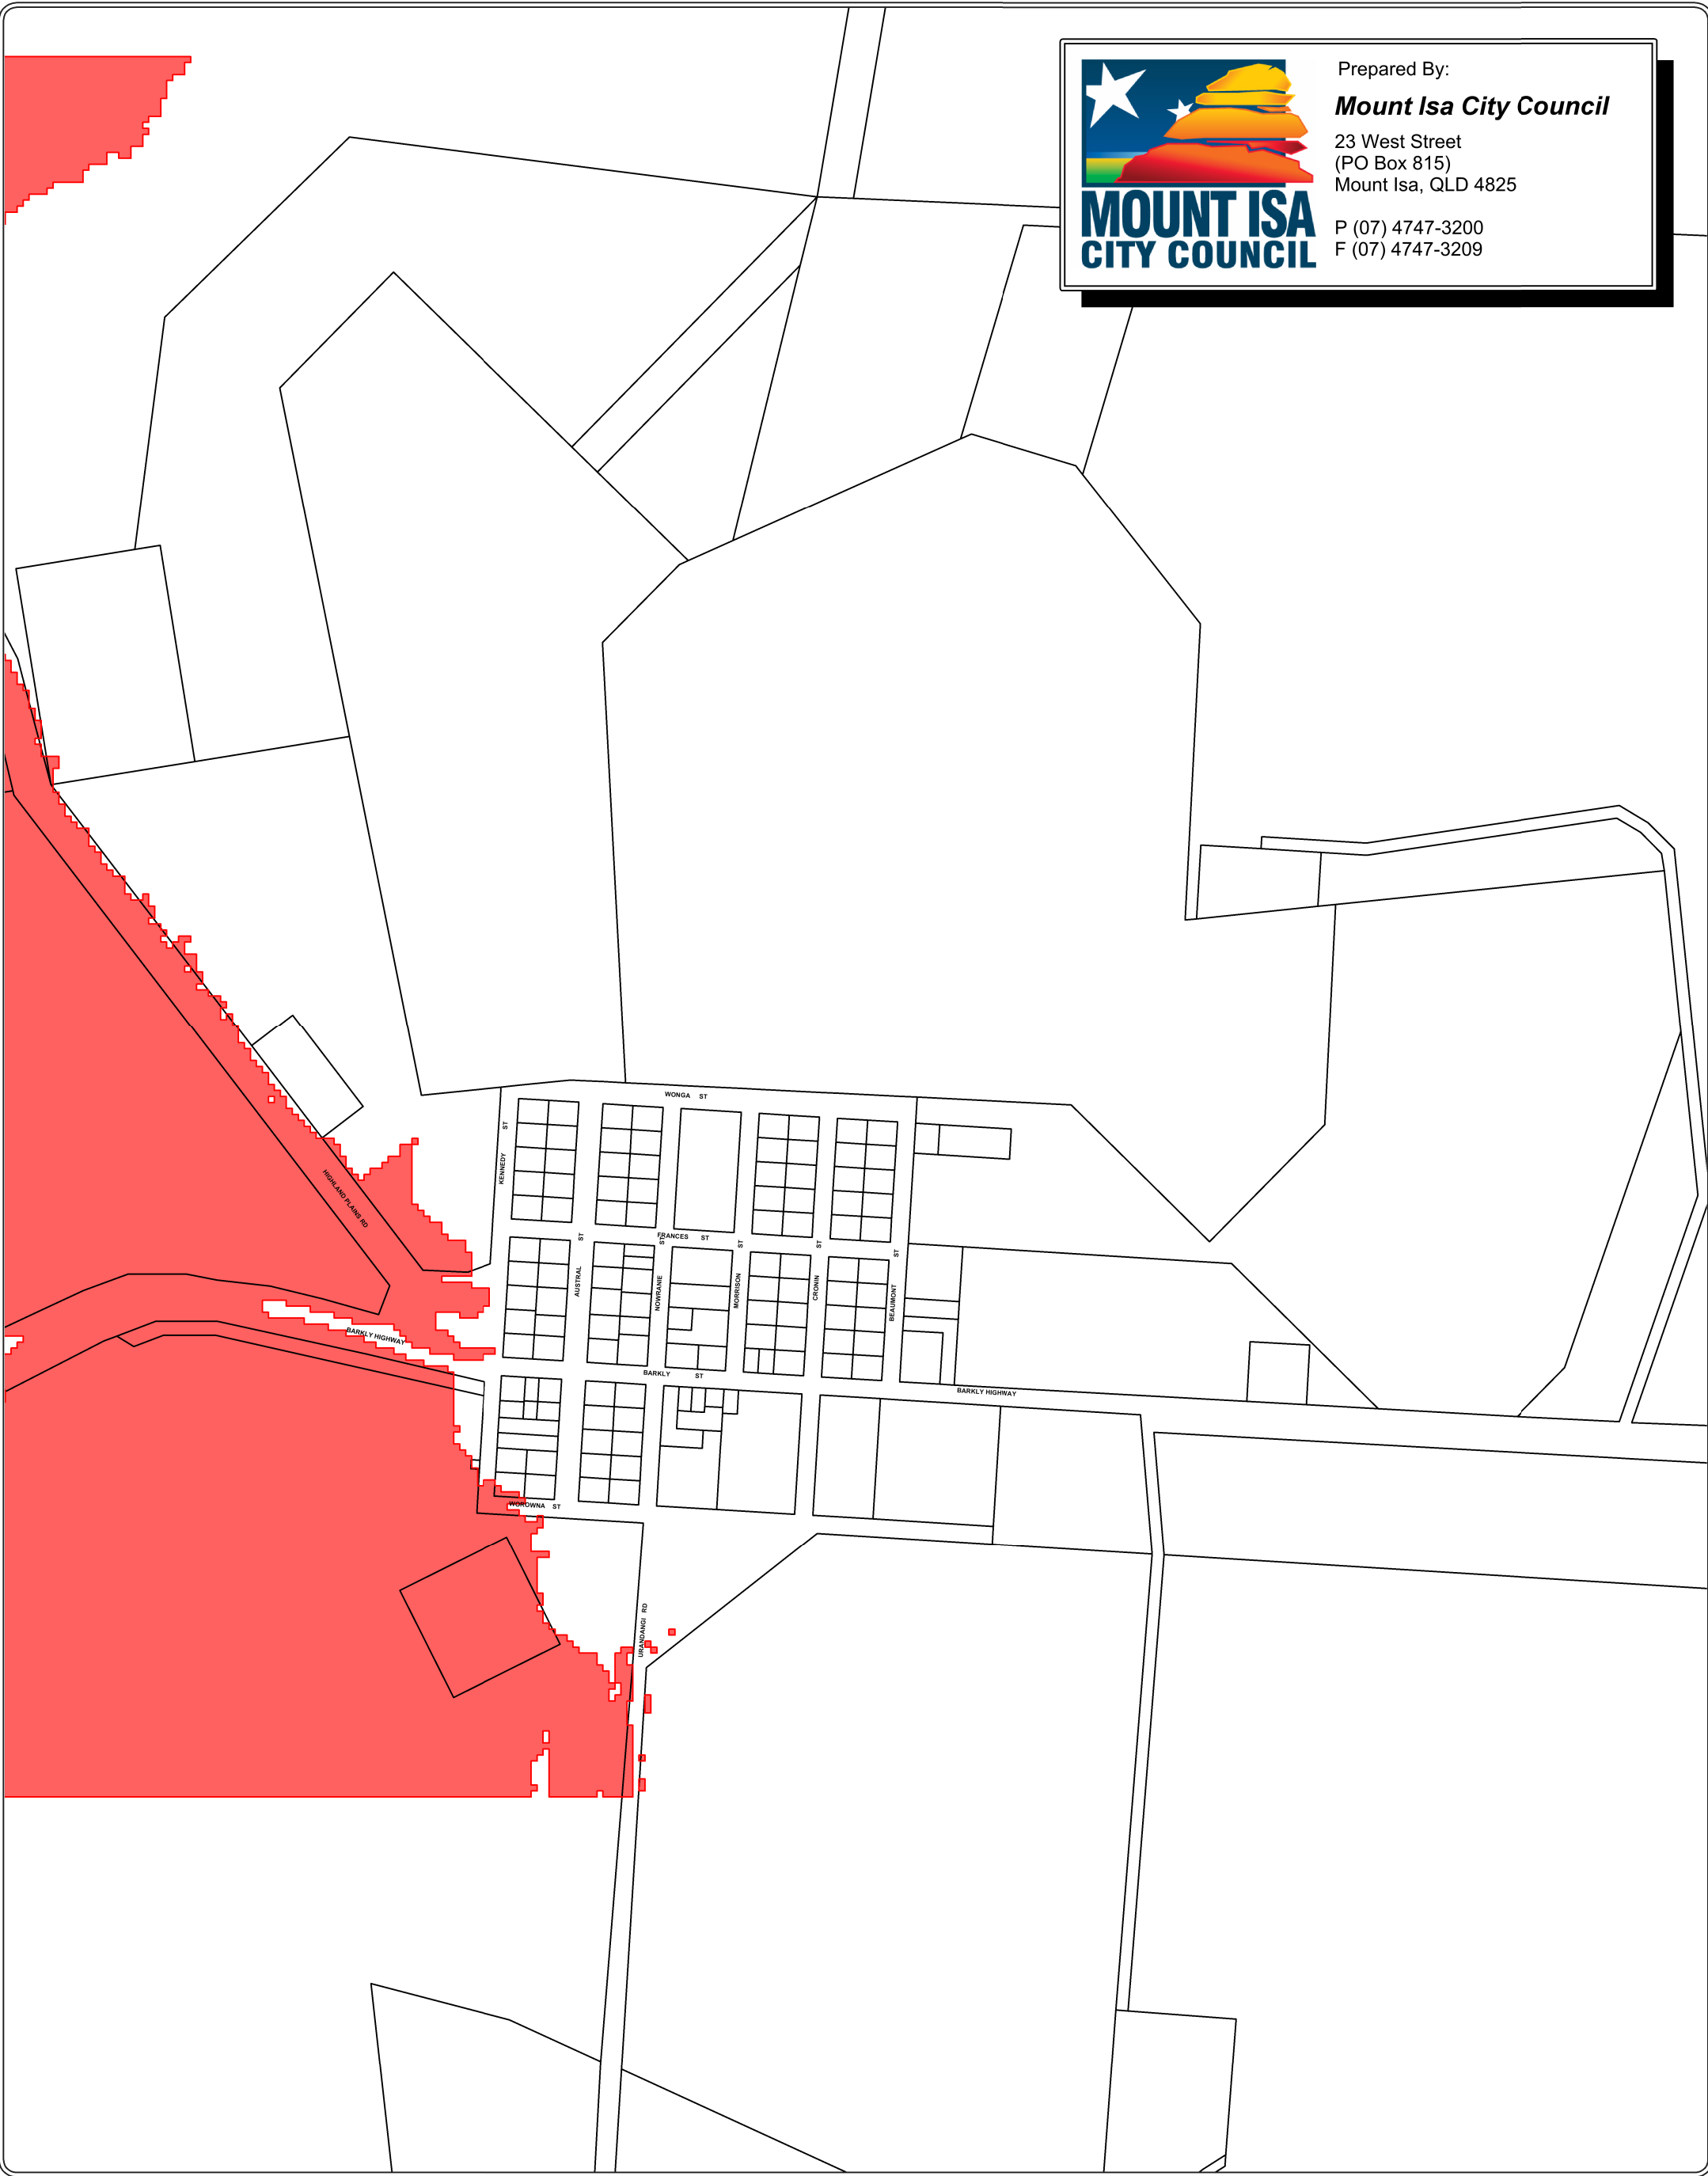 Prepared By:
Mount Isa City Council
23 West Street
(PO Box 815)
Mount Isa, QLD 4825
P (07) 4747-3200
F (07) 4747-3209
MOUNT ISA
CITY COUNCIL
WONGA ST
KENNEDY ST
HIGHLAND PLAINS RD
FRANCES ST
AUSTRAL ST
NOWRANIE ST
MORRISON ST
CRONIN ST
BEAUMONT ST
BARKLY HIGHWAY
BARKLY ST
BARKLY HIGHWAY
WOROWNA ST
URANDANGI RD